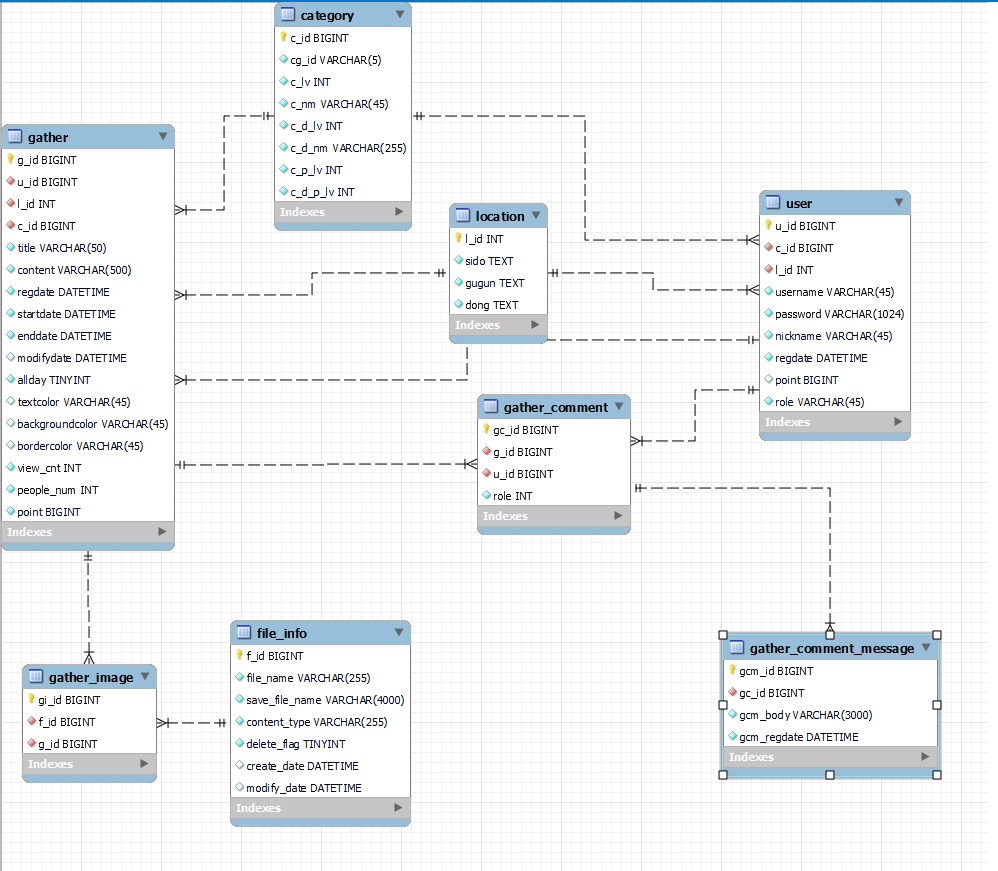 category
c_id BIGINT
cg_id VARCHAR(5)
c_lv INT
c_nm VARCHAR(45)
c_d_lv INT
c_d_nm VARCHAR(255)
c_p_lv INT
c_d_p_lv INT
Indexes
gather
g_id BIGINT
u_id BIGINT
l_id INT
c_id BIGINT
title VARCHAR(50)
content VARCHAR(500)
regdate DATETIME
startdate DATETIME
enddate DATETIME
modifydate DATETIME
allday TINYINT
textcolor VARCHAR(45)
backgroundcolor VARCHAR(45)
bordercolor VARCHAR(45)
view_cnt INT
people_num INT
point BIGINT
Indexes
location
l_id INT
sido TEXT
gugun TEXT
dong TEXT
Indexes
user
u_id BIGINT
c_id BIGINT
l_id INT
username VARCHAR(45)
password VARCHAR(1024)
nickname VARCHAR(45)
regdate DATETIME
point BIGINT
role VARCHAR(45)
Indexes
gather_comment
gc_id BIGINT
g_id BIGINT
u_id BIGINT
role INT
Indexes
gather_image
gi_id BIGINT
f_id BIGINT
g_id BIGINT
Indexes
file_info
f_id BIGINT
file_name VARCHAR(255)
save_file_name VARCHAR(4000)
content_type VARCHAR(255)
delete_flag TINYINT
create_date DATETIME
modify_date DATETIME
Indexes
gather_comment_message
gcm_id BIGINT
gc_id BIGINT
gcm_body VARCHAR(3000)
gcm_regdate DATETIME
Indexes